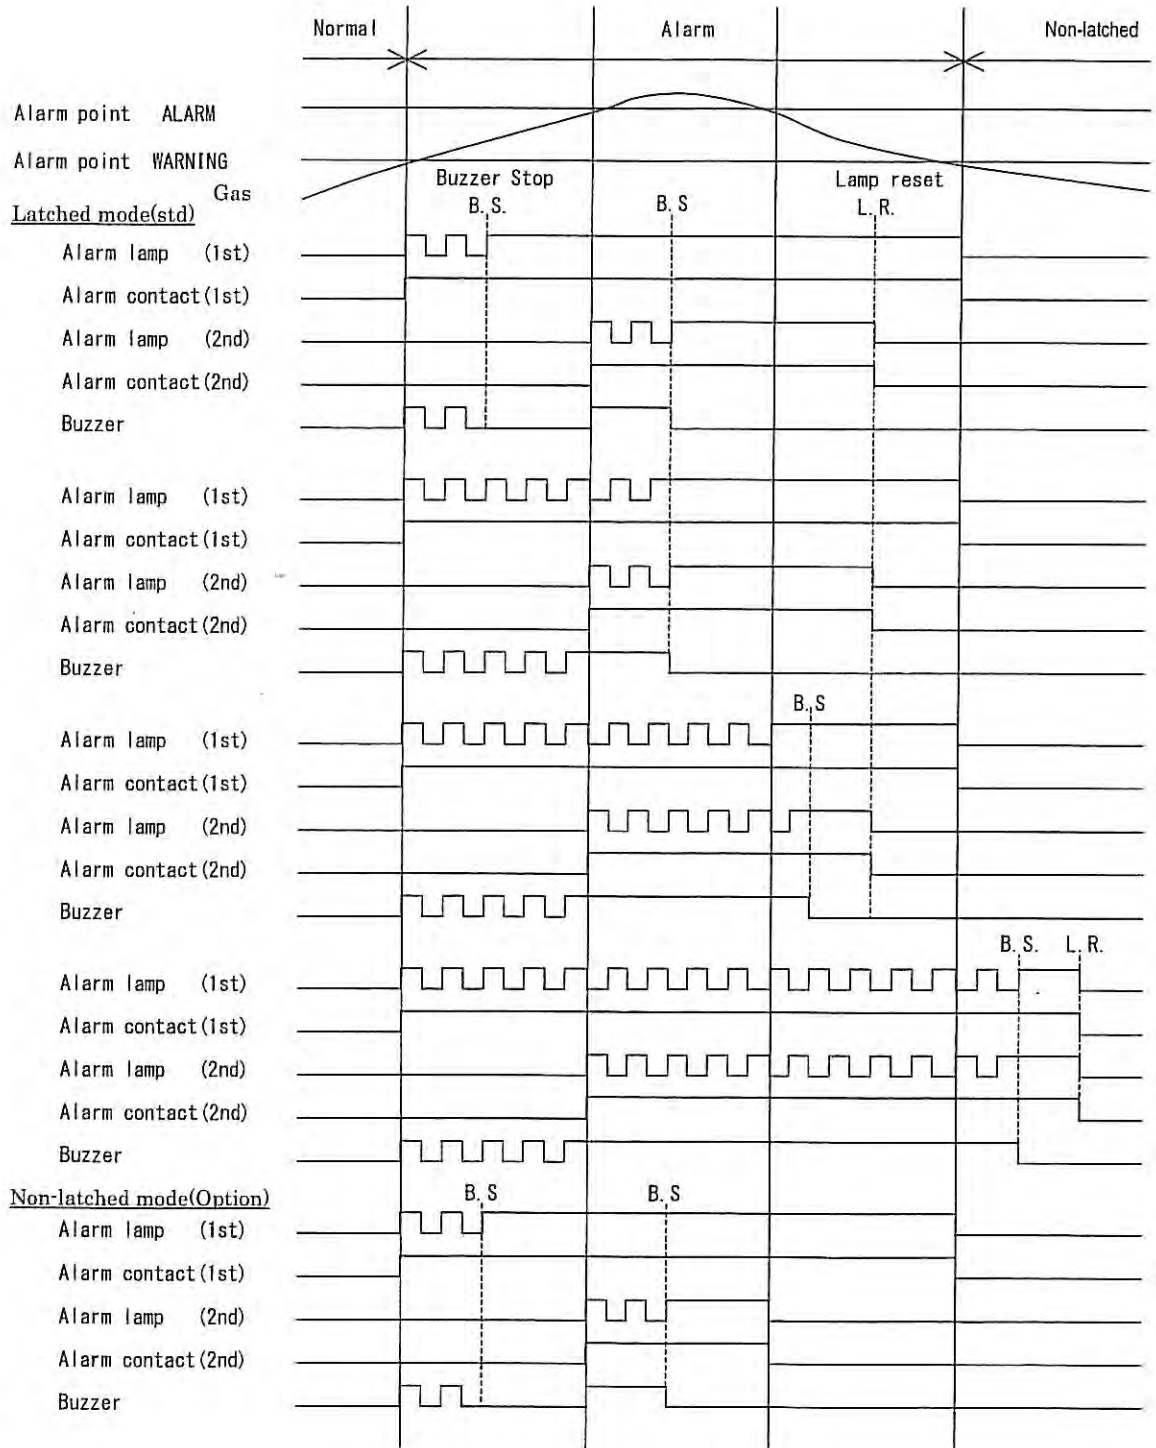 Normal Alarm Non-latched
Alarm point ALARM
Alarm point WARNING
Gas
Buzzer Stop Lamp reset
B.S. B.S L.R.
Latched mode(std)
Alarm lamp (1st)
Alarm contact(1st)
Alarm lamp (2nd)
Alarm contact(2nd)
Buzzer
Alarm lamp (1st)
Alarm contact(1st)
Alarm lamp (2nd)
Alarm contact(2nd)
Buzzer
B.S
Alarm lamp (1st)
Alarm contact(1st)
Alarm lamp (2nd)
Alarm contact(2nd)
Buzzer
B.S. L.R.
Alarm lamp (1st)
Alarm contact(1st)
Alarm lamp (2nd)
Alarm contact(2nd)
Buzzer
Non-latched mode(Option)
B.S B.S
Alarm lamp (1st)
Alarm contact(1st)
Alarm lamp (2nd)
Alarm contact(2nd)
Buzzer